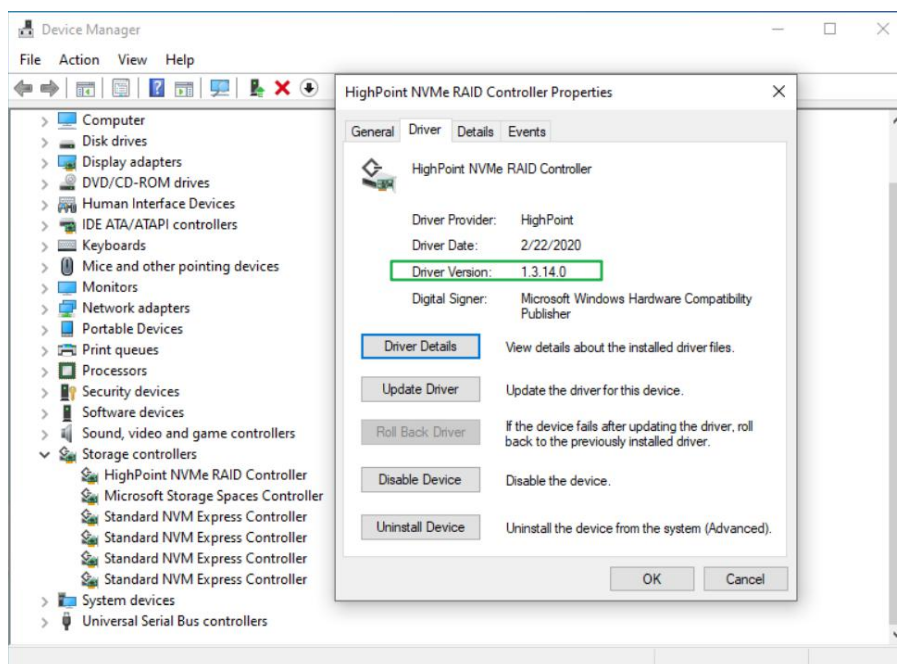 Device Manager
File Action View Help
Computer
Disk drives
Display adapters
DVD/CD-ROM drives
Human Interface Devices
IDE ATA/ATAPI controllers
Keyboards
Mice and other pointing devices
Monitors
Network adapters
Portable Devices
Print queues
Processors
Security devices
Software devices
Sound, video and game controllers
Storage controllers
HighPoint NVMe RAID Controller
Microsoft Storage Spaces Controller
Standard NVM Express Controller
Standard NVM Express Controller
Standard NVM Express Controller
Standard NVM Express Controller
System devices
Universal Serial Bus controllers
HighPoint NVMe RAID Controller Properties
General Driver Details Events
HighPoint NVMe RAID Controller
Driver Provider: HighPoint
Driver Date: 2/22/2020
Driver Version: 1.3.14.0
Digital Signer: Microsoft Windows Hardware Compatibility
Publisher
Driver Details View details about the installed driver files.
Update Driver Update the driver for this device.
Roll Back Driver If the device fails after updating the driver, roll
back to the previously installed driver.
Disable Device Disable the device.
Uninstall Device Uninstall the device from the system (Advanced).
OK Cancel